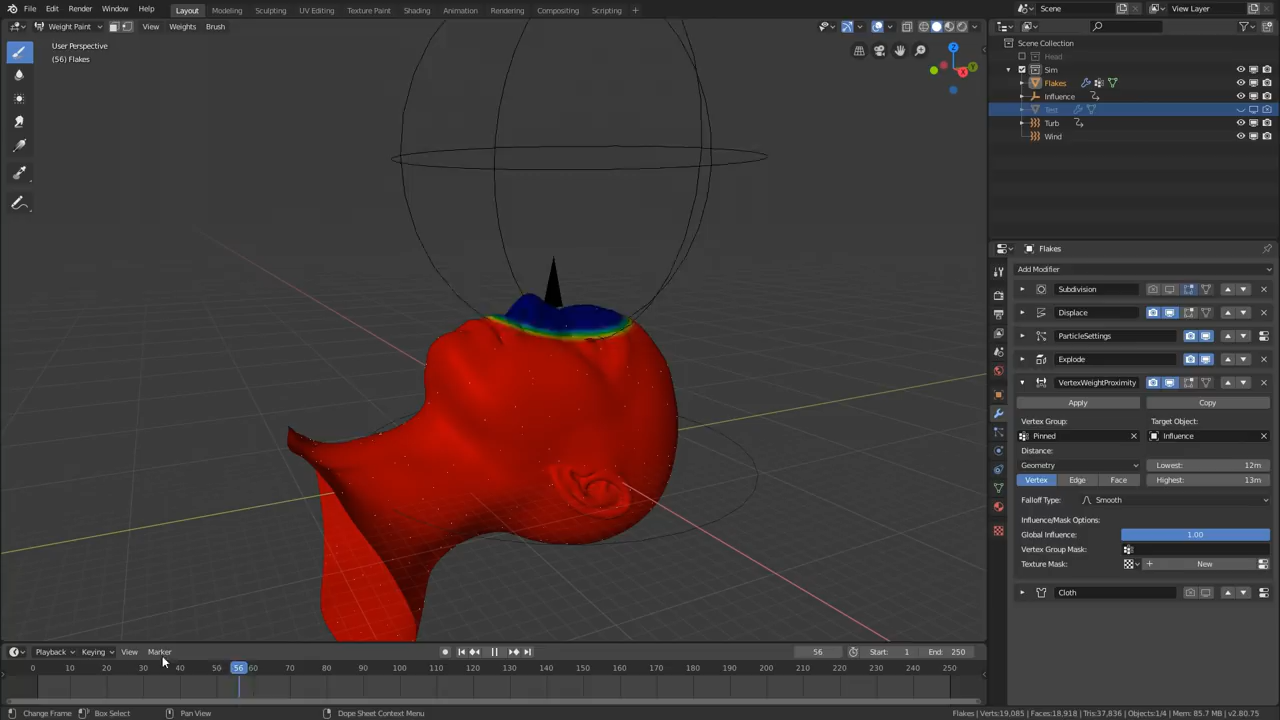 File Edit Render Window Help Layout Modeling Sculpting UV Editing Texture Paint Shading Animation Rendering Compositing Scripting + Scene View Layer
Weight Paint View Weights Brush
User Perspective
(56) Flakes
Z
X
Y
Scene Collection
Head
Sim
Flakes
Influence
Test
Turb
Wind
Flakes
Add Modifier
Subdivision
Displace
ParticleSettings
Explode
VertexWeightProximity
Apply Copy
Vertex Group: Target Object:
Pinned Influence
Distance:
Geometry Lowest: 12m
Vertex Edge Face Highest: 13m
Falloff Type: Smooth
Influence/Mask Options:
Global Influence: 1.00
Vertex Group Mask:
Texture Mask: New
Cloth
Playback Keying View Marker 56 Start: 1 End: 250
0 10 20 30 40 50 56 60 70 80 90 100 110 120 130 140 150 160 170 180 190 200 210 220 230 240 250
Change Frame Box Select Pan View Dope Sheet Context Menu Flakes | Verts:19,085 | Faces:18,918 | Tris:37,836 | Objects:1/4 | Mem: 85.7 MB | v2.80.75